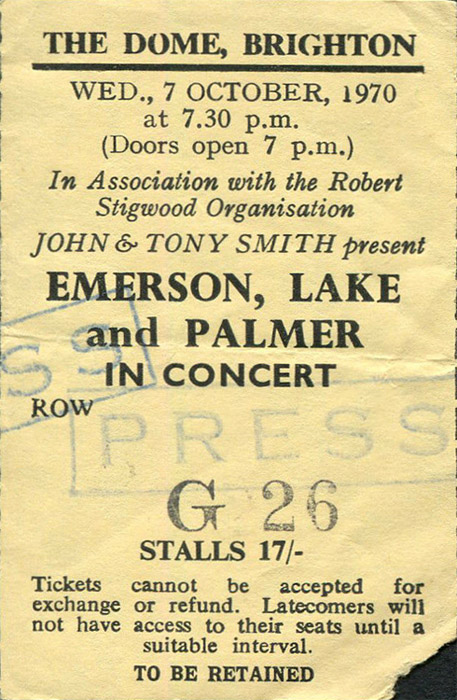 THE DOME, BRIGHTON
WED., 7 OCTOBER, 1970
at 7.30 p.m.
(Doors open 7 p.m.)
In Association with the Robert
Stigwood Organisation
JOHN & TONY SMITH present
EMERSON, LAKE
and PALMER
IN CONCERT
SS
ROW
PRESS
G 26
STALLS 17/-
Tickets cannot be accepted for
exchange or refund. Latecomers will
not have access to their seats until a
suitable interval.
TO BE RETAINED